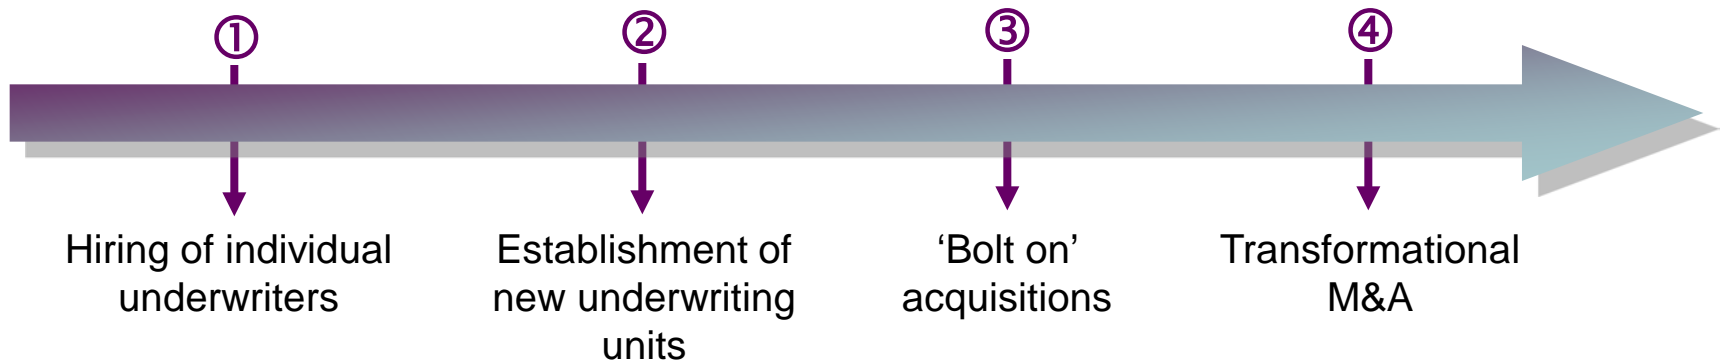 ①
Hiring of individual
underwriters
②
Establishment of
new underwriting
units
③
‘Bolt on’
acquisitions
④
Transformational
M&A